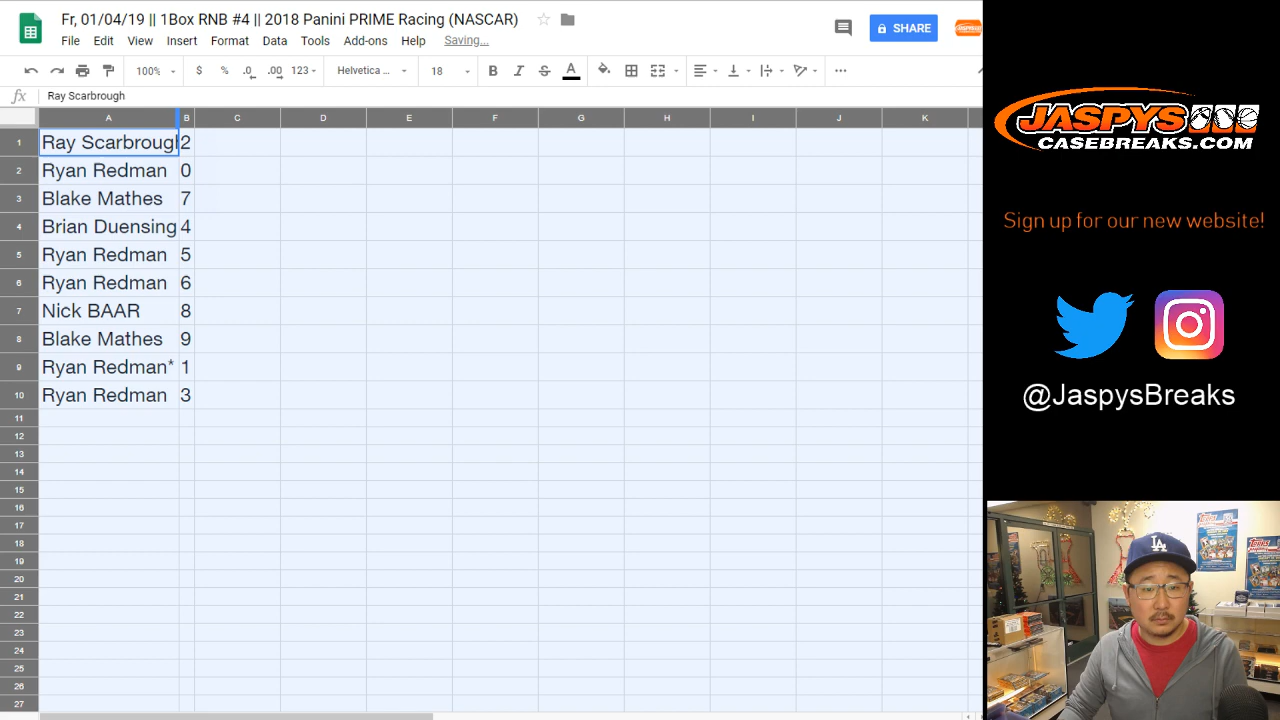 Fr, 01/04/19 || 1Box RNB #4 || 2018 Panini PRIME Racing (NASCAR)
File Edit View Insert Format Tools Add-ons Help Saving...
SHARE
100% $ % .0 .00 123 Helvetica ... 18 B I S A
fx Ray Scarbrough
A B C D E F G H I J K
1 Ray Scarbrough 2
2 Ryan Redman 0
3 Blake Mathes 7
4 Brian Duensing 4
5 Ryan Redman 5
6 Ryan Redman 6
7 Nick BAAR 8
8 Blake Mathes 9
9 Ryan Redman* 1
10 Ryan Redman 3
11
12
13
14
15
16
17
18
19
20
21
22
23
24
25
26
27
JASPYS
CASEBREAKS.COM
Sign up for our new website!
@JaspysBreaks
LA